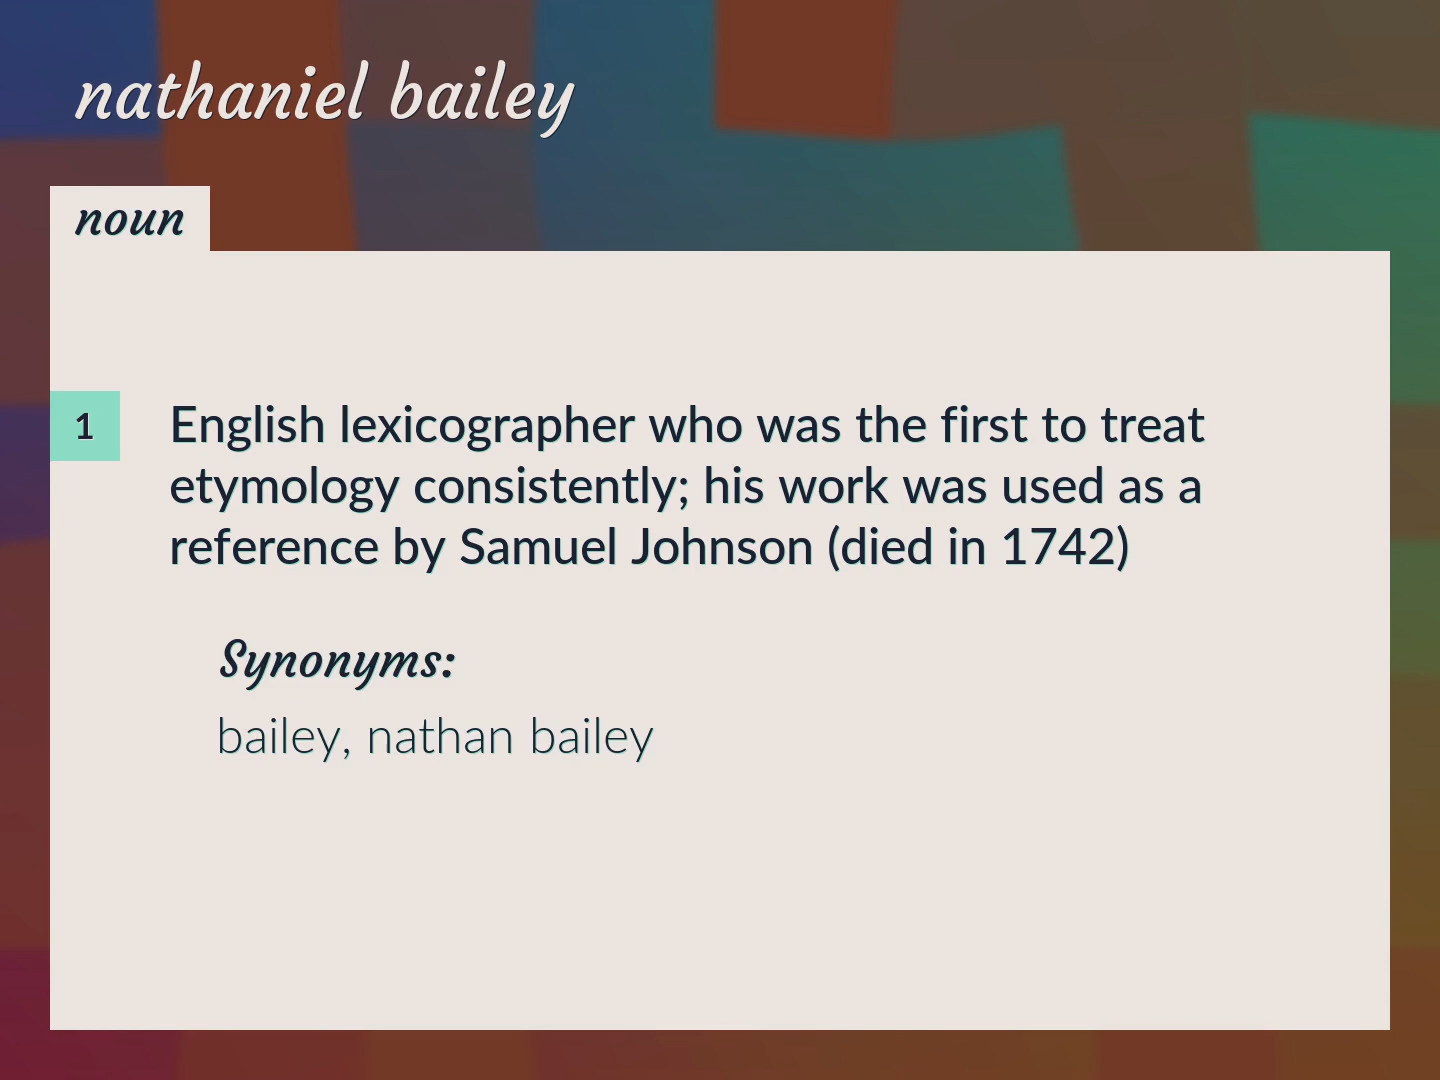 nathaniel bailey
noun
1
English lexicographer who was the first to treat
etymology consistently; his work was used as a
reference by Samuel Johnson (died in 1742)
Synonyms:
bailey, nathan bailey